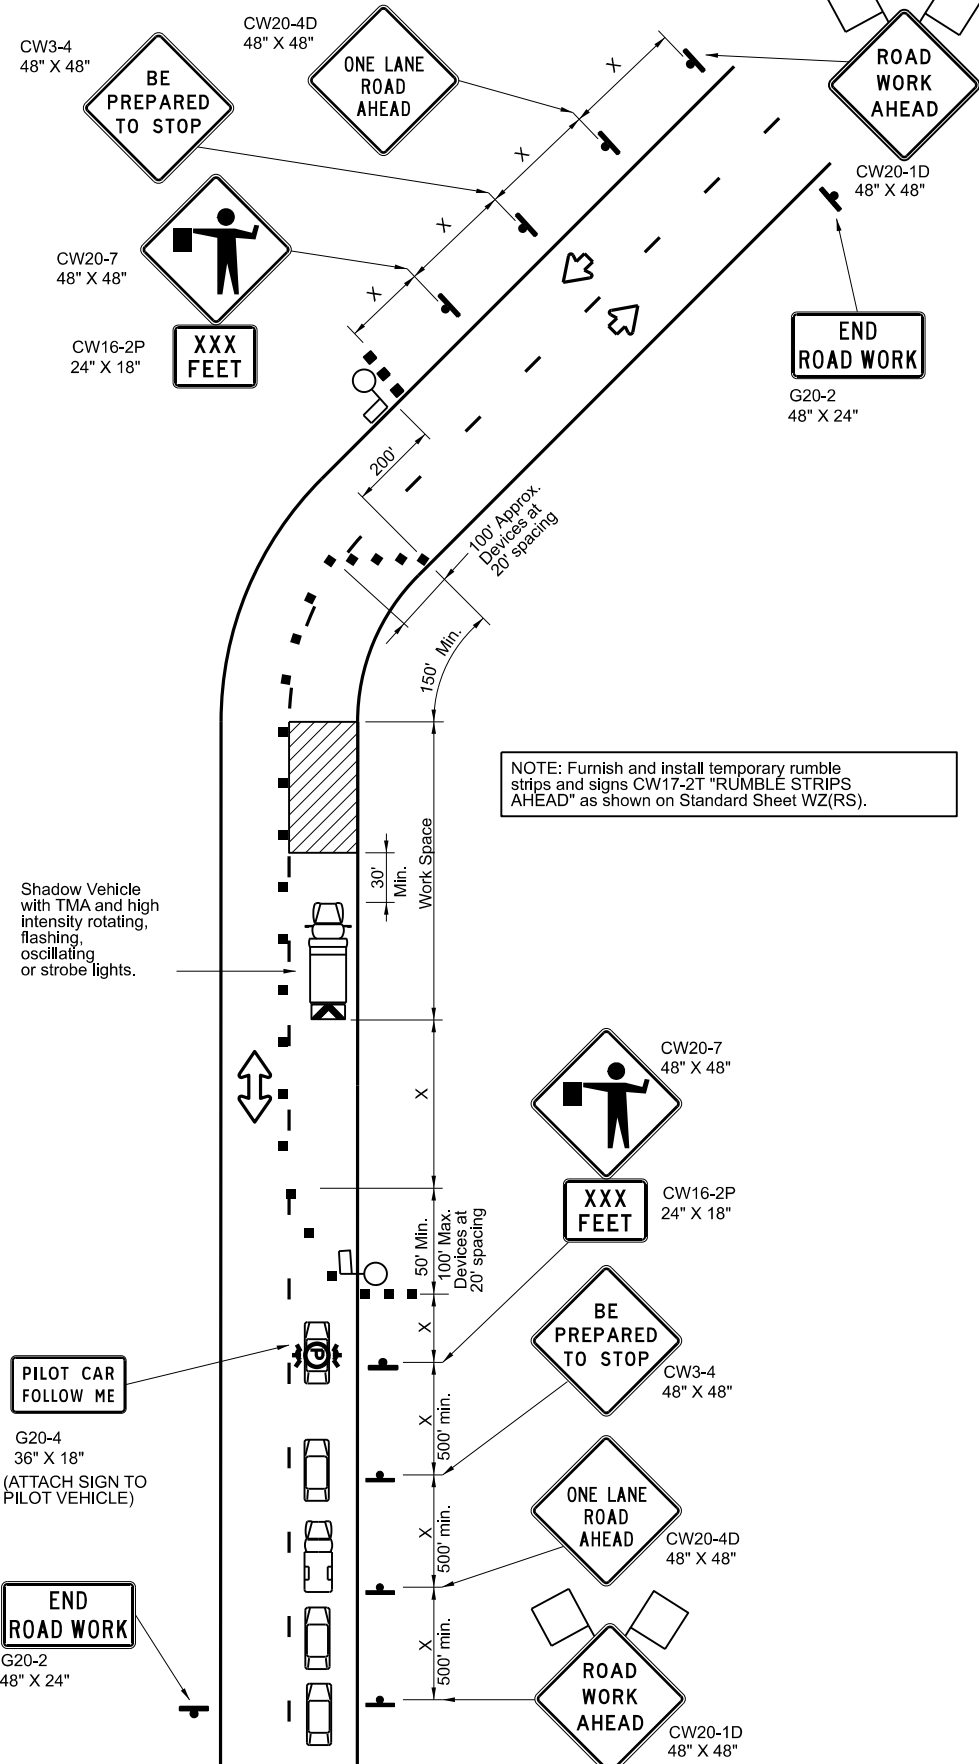 CW20-4D
48" X 48"
CW3-4
48" X 48"
BE
PREPARED
TO STOP
ONE LANE
ROAD
AHEAD
X
ROAD
WORK
AHEAD
CW20-1D
48" X 48"
X
X
X
CW20-7
48" X 48"
CW16-2P
24" X 18"
XXX
FEET
END
ROAD WORK
G20-2
48" X 24"
200'
100' Approx.
Devices at
20' spacing
150' Min.
NOTE: Furnish and install temporary rumble
strips and signs CW17-2T "RUMBLE STRIPS
AHEAD" as shown on Standard Sheet WZ(RS).
30'
Min.
Work Space
Shadow Vehicle
with TMA and high
intensity rotating,
flashing,
oscillating
or strobe lights.
X
CW20-7
48" X 48"
XXX
FEET
CW16-2P
24" X 18"
50' Min.
100' Max.
Devices at
20' spacing
X
BE
PREPARED
TO STOP
CW3-4
48" X 48"
P
PILOT CAR
FOLLOW ME
G20-4
36" X 18"
(ATTACH SIGN TO
PILOT VEHICLE)
X
500' min.
ONE LANE
ROAD
AHEAD
CW20-4D
48" X 48"
X
500' min.
END
ROAD WORK
G20-2
48" X 24"
X
500' min.
ROAD
WORK
AHEAD
CW20-1D
48" X 48"